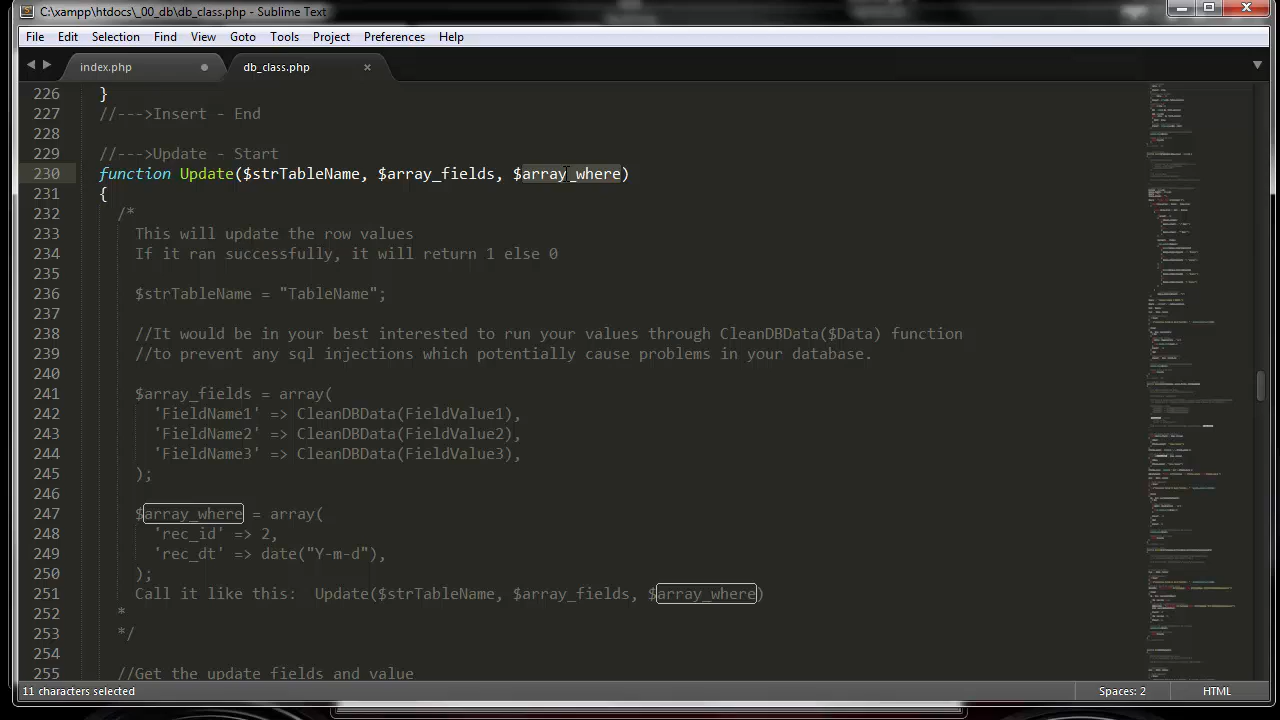 C:\xampp\htdocs\_00_db\db_class.php - Sublime Text
File Edit Selection Find View Goto Tools Project Preferences Help
index.php db_class.php
226 }
227 //--->Insert - End
228
229 //--->Update - Start
230 function Update($strTableName, $array_fields, $array_where)
231 {
232 /*
233 This will update the row values
234 If it ran successfully, it will return 1 else 0
235
236 $strTableName = "TableName";
237
238 //It would be in your best interest to run your values through cleanDBData($Data) function
239 //to prevent any sql injections which potentially cause problems to your database.
240
241 $array_fields = array(
242 'FieldName1' => cleanDBData(FieldValue1),
243 'FieldName2' => cleanDBData(FieldValue2),
244 'FieldName3' => cleanDBData(FieldValue3),
245 );
246
247 $array_where = array(
248 'rec_id' => 2,
249 'rec_dt' => date("Y-m-d"),
250 );
251 Call it like this: Update($strTableName, $array_fields, $array_where)
252 *
253 */
254
255 //Get the update fields and value
11 characters selected
Spaces: 2
HTML